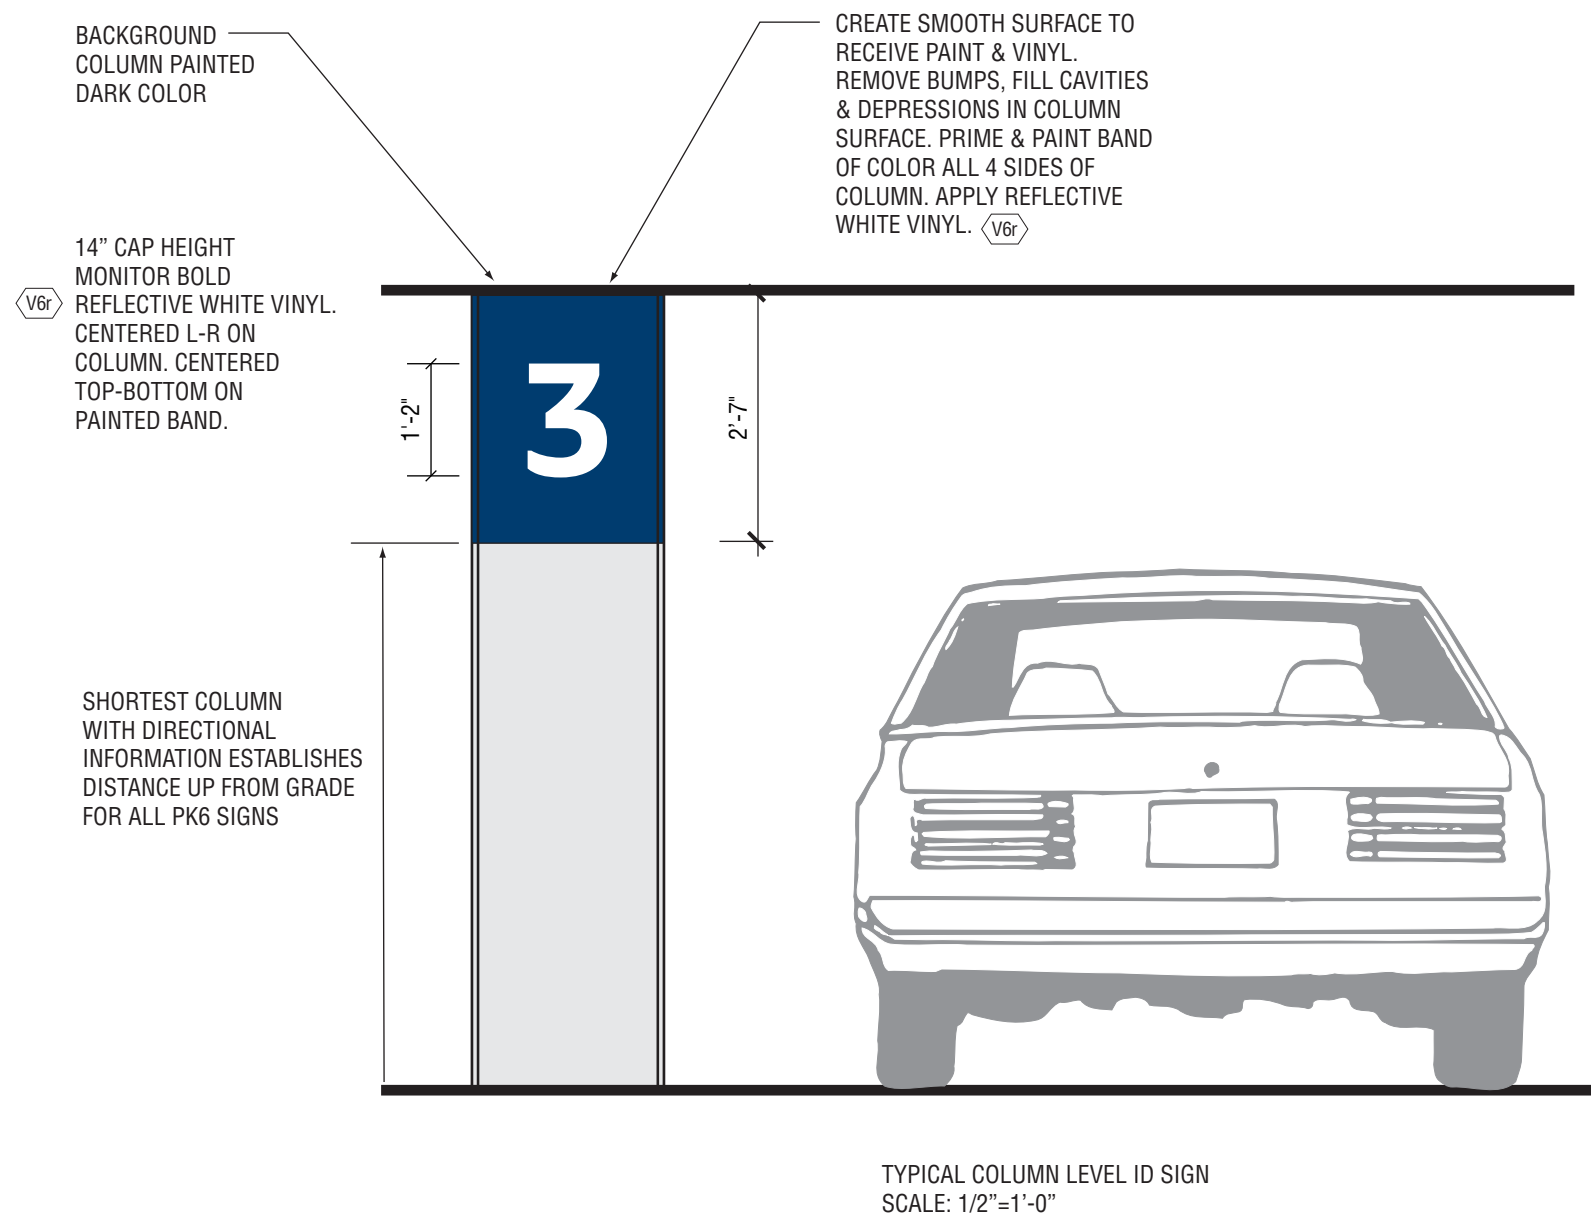 BACKGROUND
COLUMN PAINTED
DARK COLOR
CREATE SMOOTH SURFACE TO
RECEIVE PAINT & VINYL.
REMOVE BUMPS, FILL CAVITIES
& DEPRESSIONS IN COLUMN
SURFACE. PRIME & PAINT BAND
OF COLOR ALL 4 SIDES OF
COLUMN. APPLY REFLECTIVE
WHITE VINYL. V6r
14” CAP HEIGHT
MONITOR BOLD
V6r REFLECTIVE WHITE VINYL.
CENTERED L-R ON
COLUMN. CENTERED
TOP-BOTTOM ON
PAINTED BAND.
1'-2"
3
2’-7"
SHORTEST COLUMN
WITH DIRECTIONAL
INFORMATION ESTABLISHES
DISTANCE UP FROM GRADE
FOR ALL PK6 SIGNS
TYPICAL COLUMN LEVEL ID SIGN
SCALE: 1/2”=1’-0”